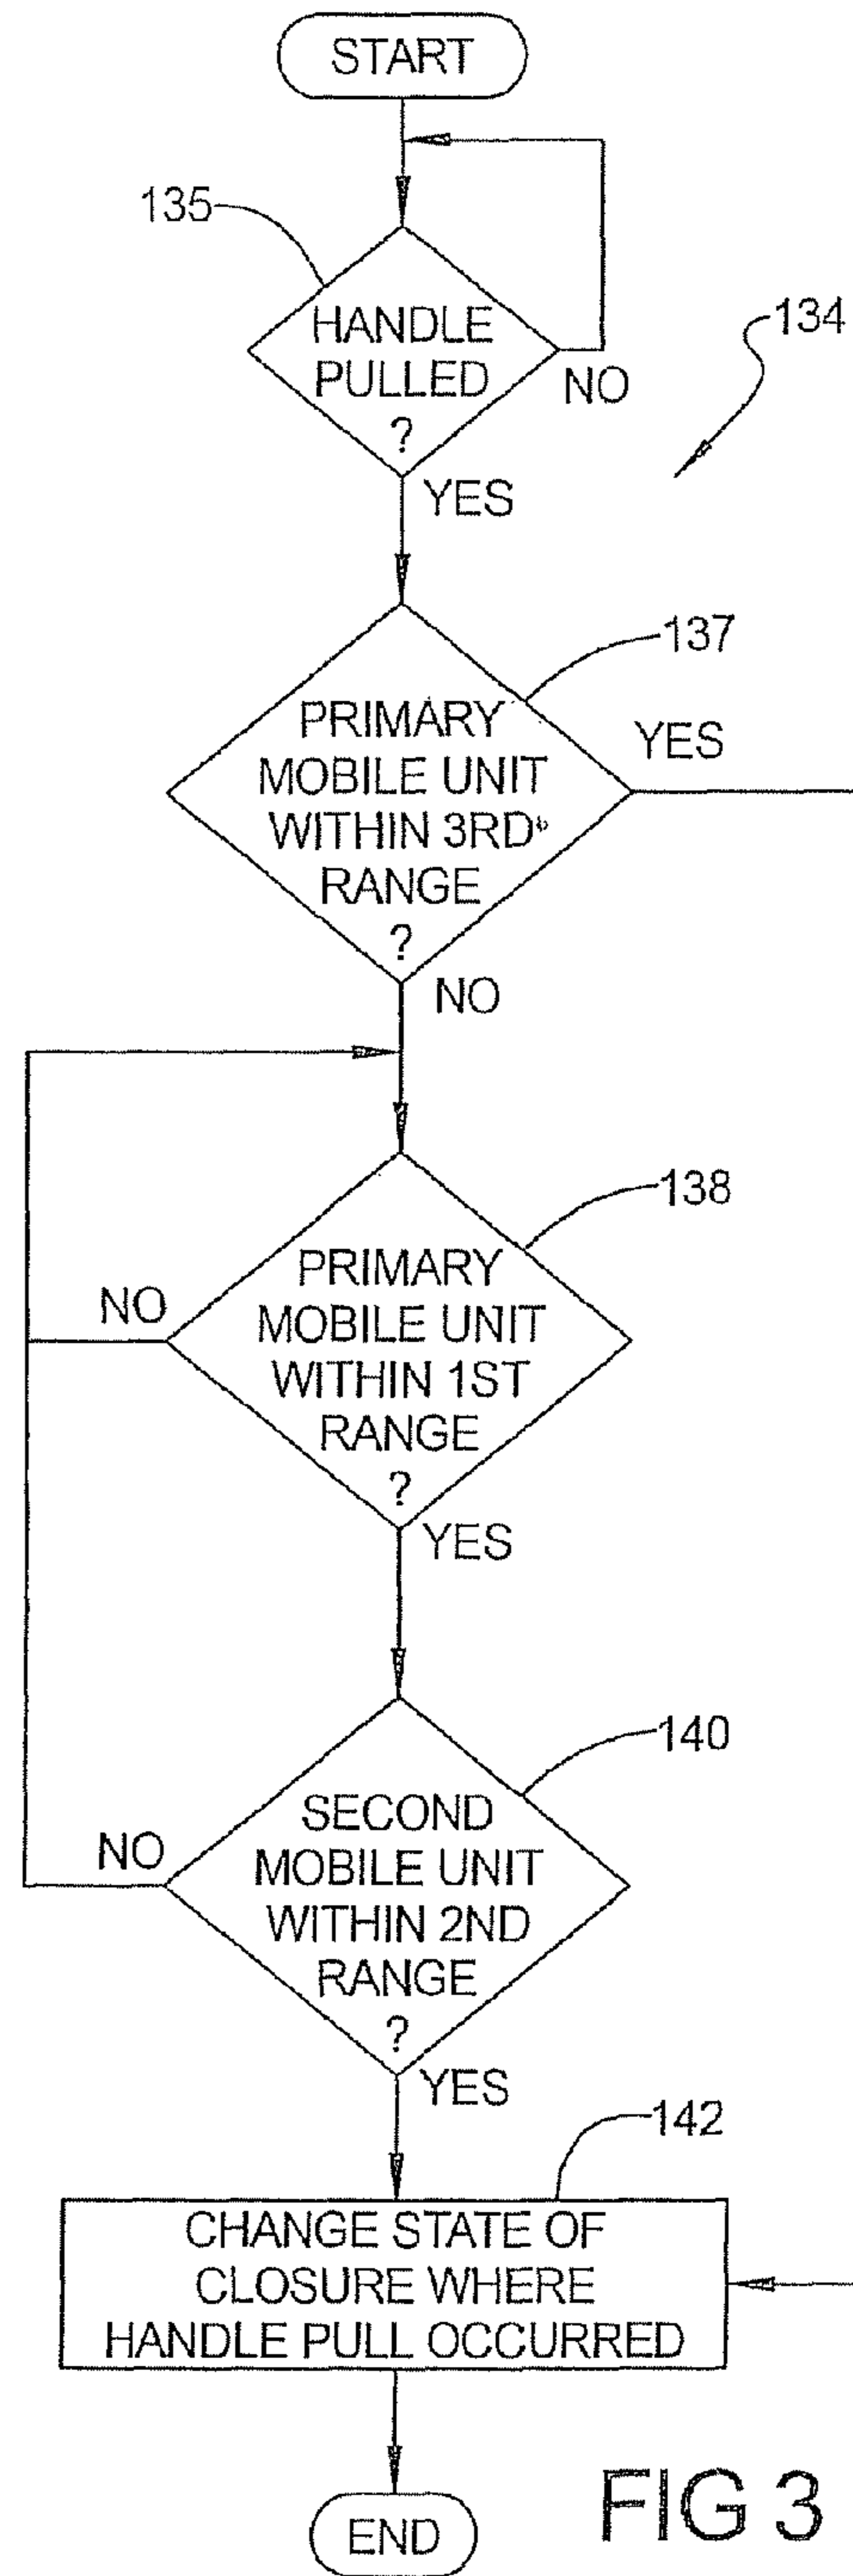 START
135
HANDLE
PULLED
?
NO
134
YES
137
PRIMARY
MOBILE UNIT
WITHIN 3RD
RANGE
?
YES
NO
138
PRIMARY
MOBILE UNIT
WITHIN 1ST
RANGE
?
NO
YES
140
SECOND
MOBILE UNIT
WITHIN 2ND
RANGE
?
NO
YES
142
CHANGE STATE OF
CLOSURE WHERE
HANDLE PULL OCCURRED
END
FIG 3